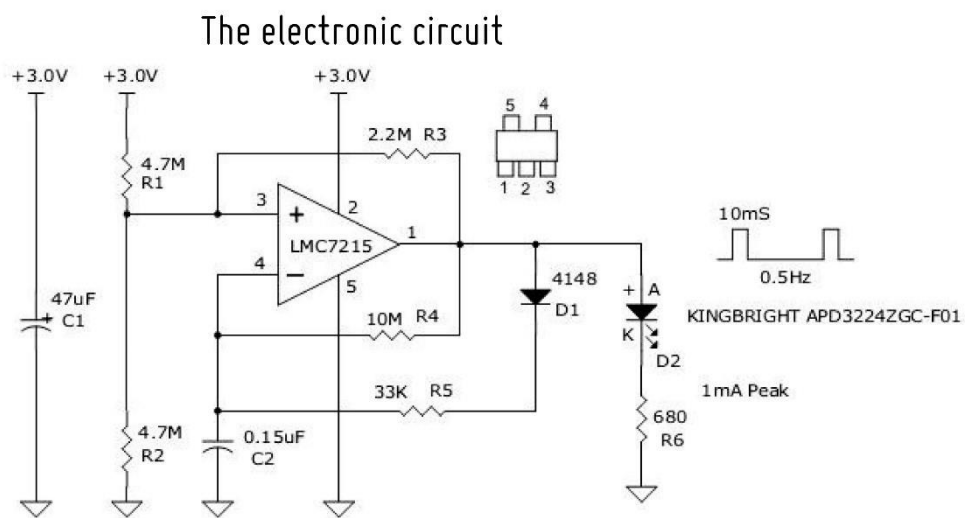 The electronic circuit
+3.0V
+3.0V
+3.0V
2.2M R3
5 4
1 2 3
4.7M
R1
3
+
2
LMC7215
1
4
−
5
10mS
0.5Hz
47uF
+
C1
10M R4
4148
D1
+ A
K
D2
KINGBRIGHT APD3224ZGC-F01
33K R5
1mA Peak
4.7M
R2
0.15uF
C2
680
R6